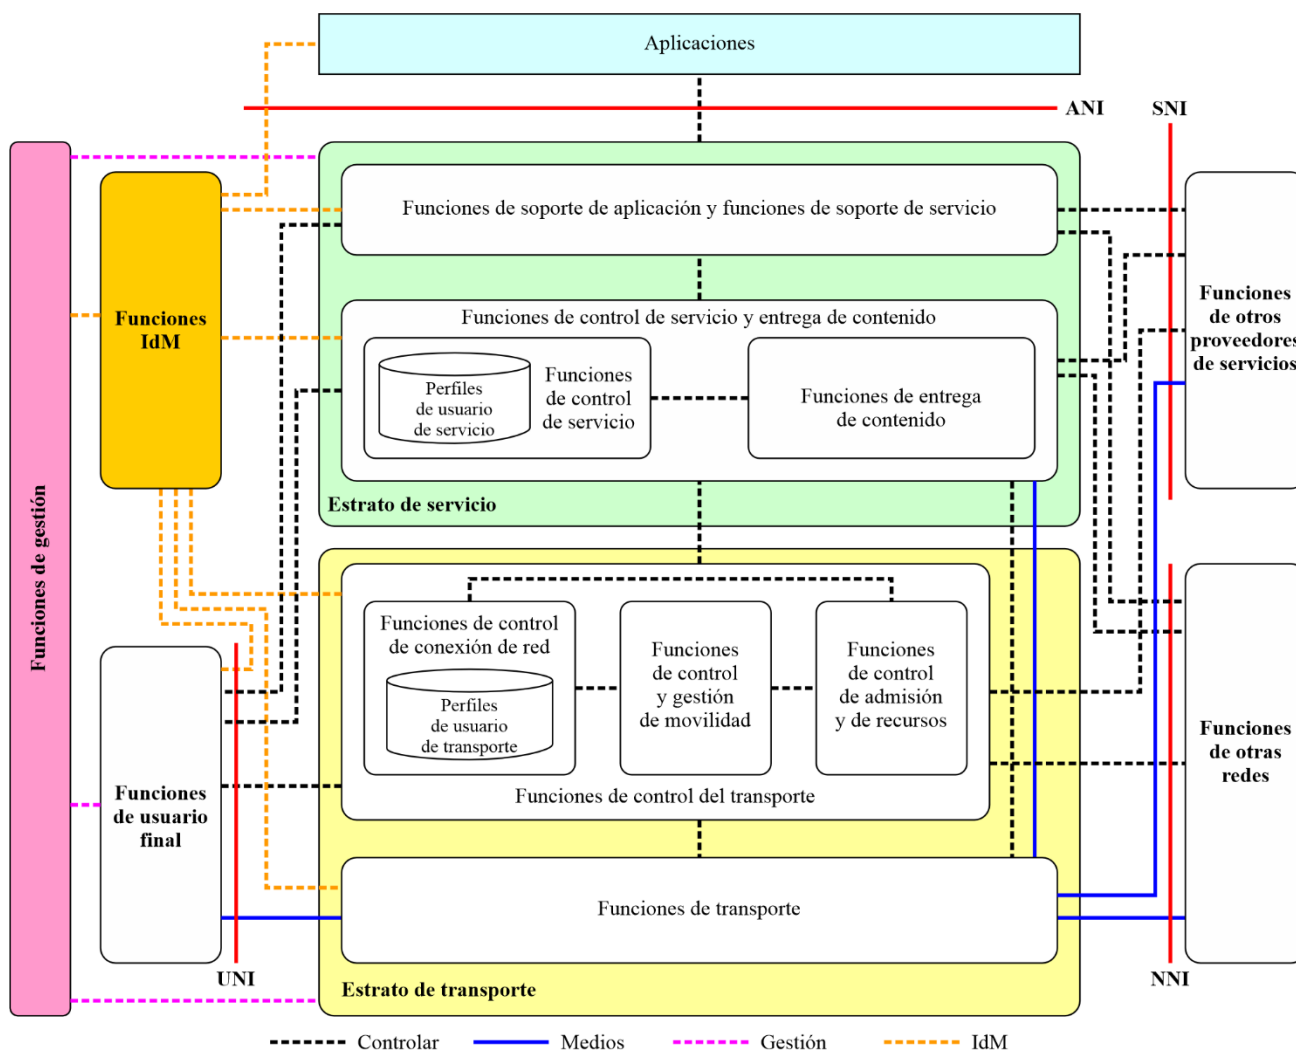 Aplicaciones
ANI
SNI
Funciones de soporte de aplicación y funciones de soporte de servicio
Funciones
IdM
Funciones de control de servicio y entrega de contenido
Perfiles
de usuario
de servicio
Funciones
de control
de servicio
Funciones de entrega
de contenido
Estrato de servicio
Funciones
de otros
proveedores
de servicios
Funciones de gestión
Funciones de control
de conexión de red
Perfiles
de usuario
de transporte
Funciones
de control
y gestión
de movilidad
Funciones
de control
de admisión
y de recursos
Funciones de control del transporte
Funciones
de usuario
final
Funciones
de otras
redes
Funciones de transporte
UNI
Estrato de transporte
NNI
Controlar
Medios
Gestión
IdM